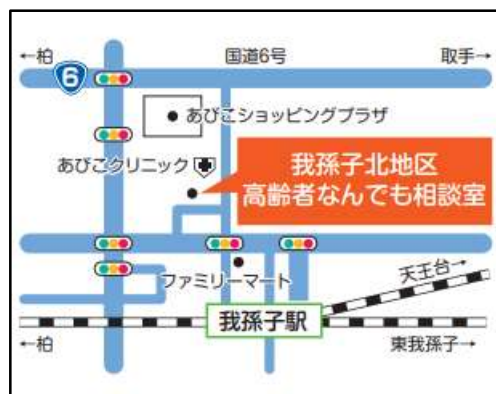 ←柏
国道6号
取手→
6
あびこショッピングプラザ
あびこクリニック
我孫子北地区
高齢者なんでも相談室
ファミリーマート
天王台→
我孫子駅
←柏
東我孫子→